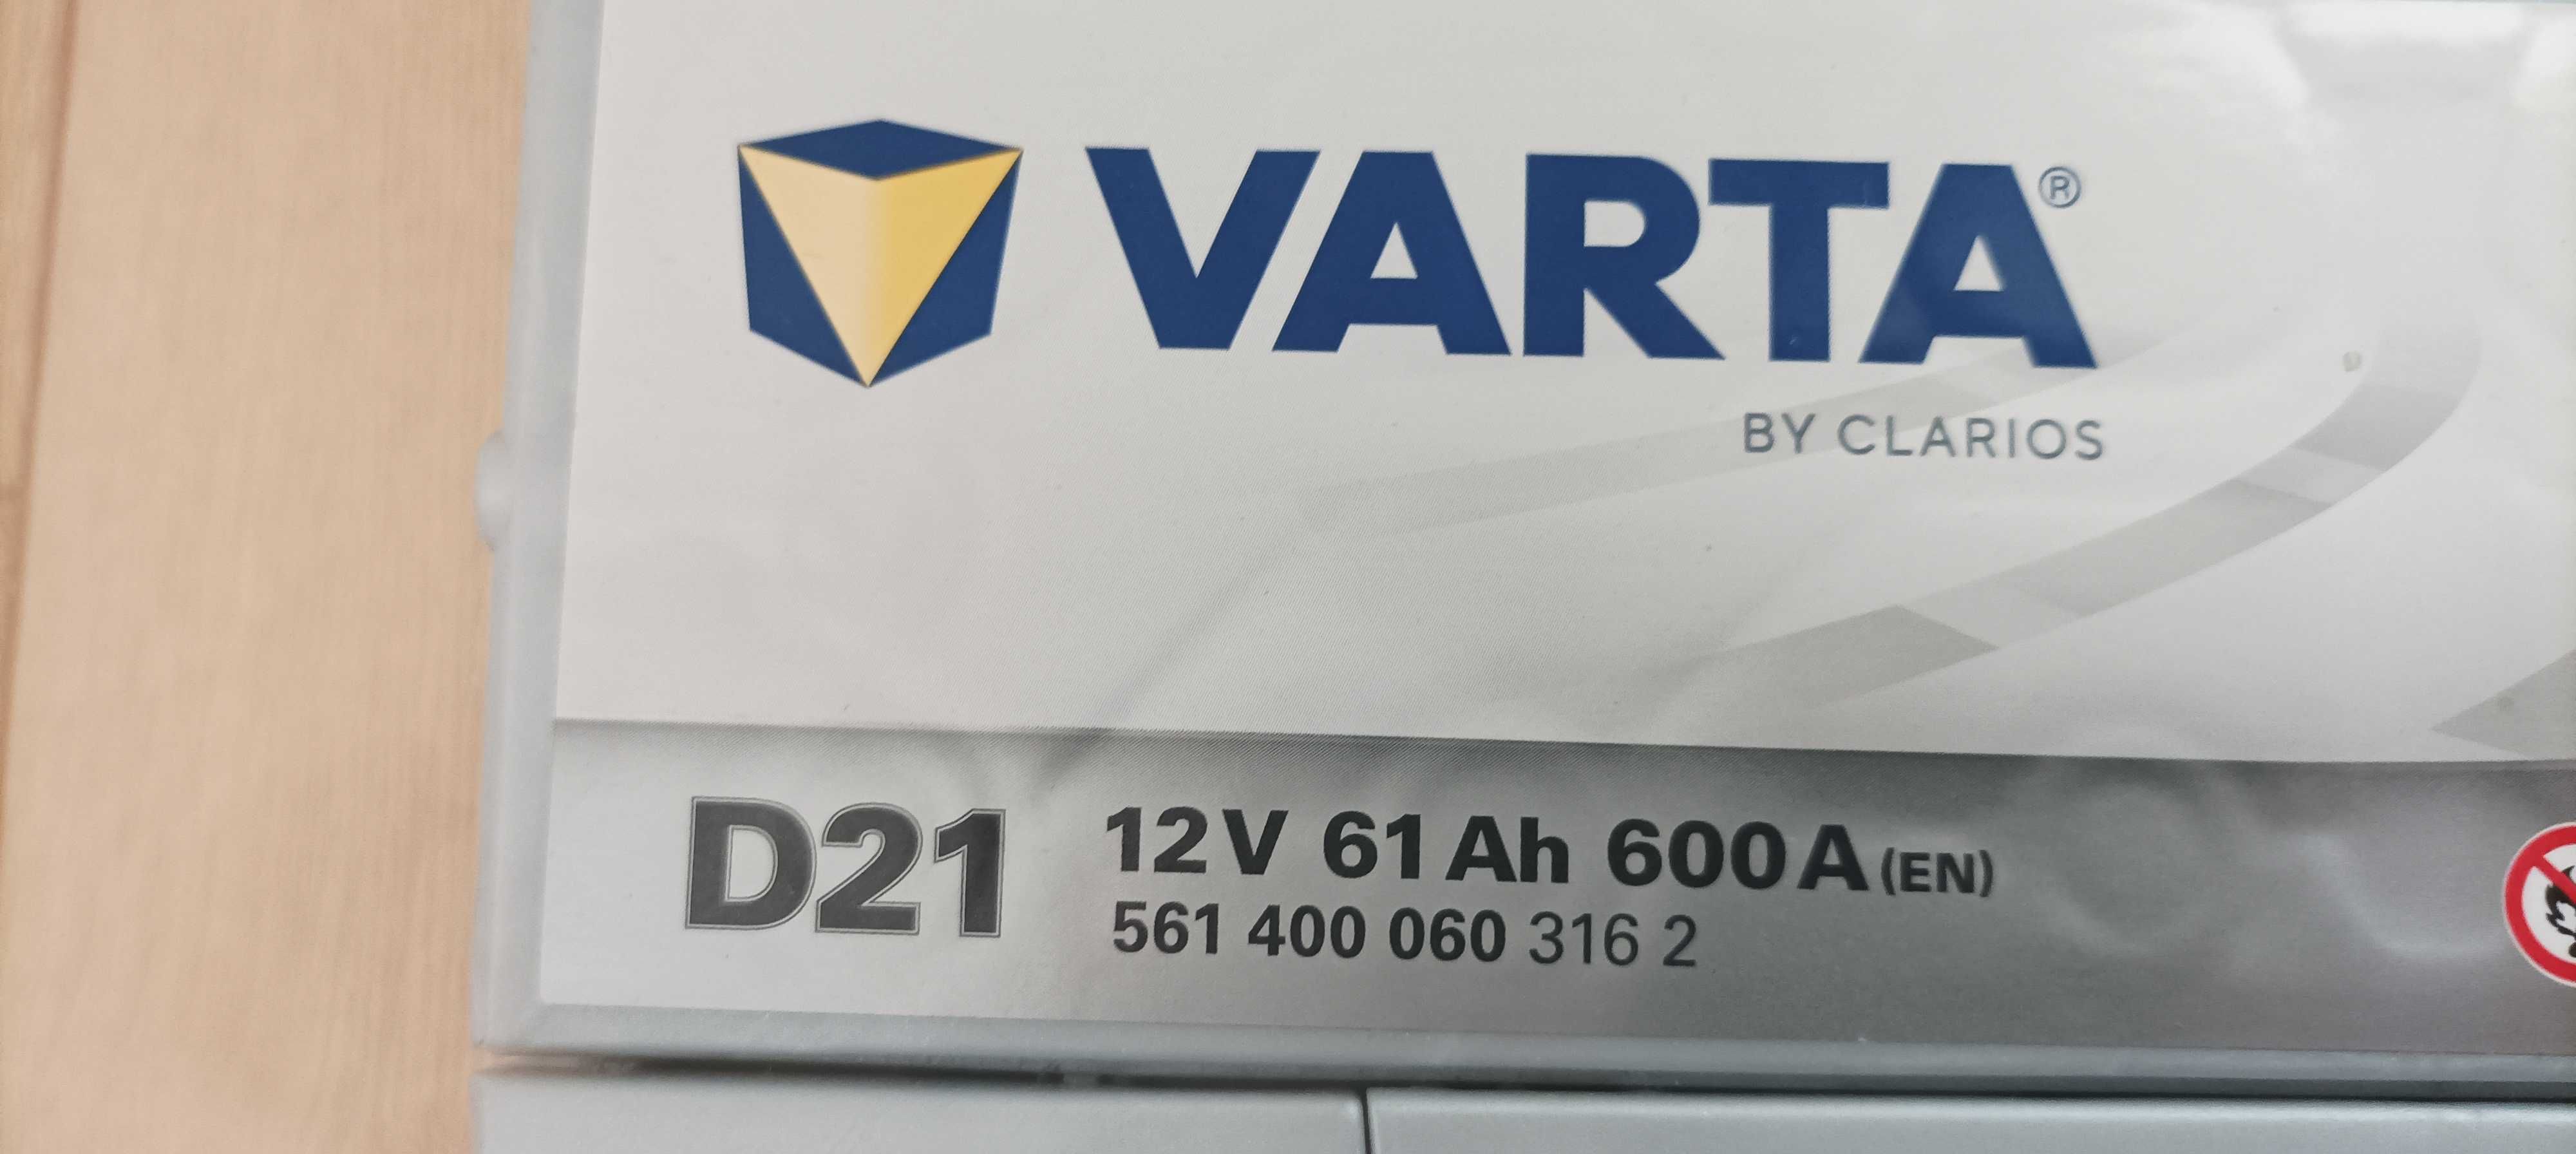 VARTA®
BY CLARIOS
D21 12V 61Ah 600A (EN)
561 400 060 316 2